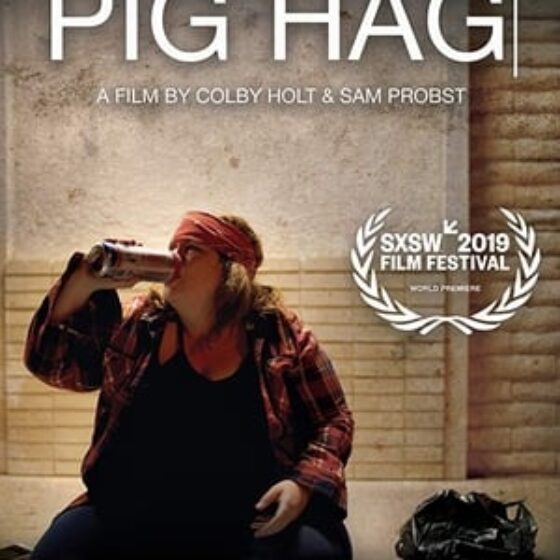 PIG HAG
A FILM BY COLBY HOLT & SAM PROBST
SXSW 2019
FILM FESTIVAL
WORLD PREMIERE